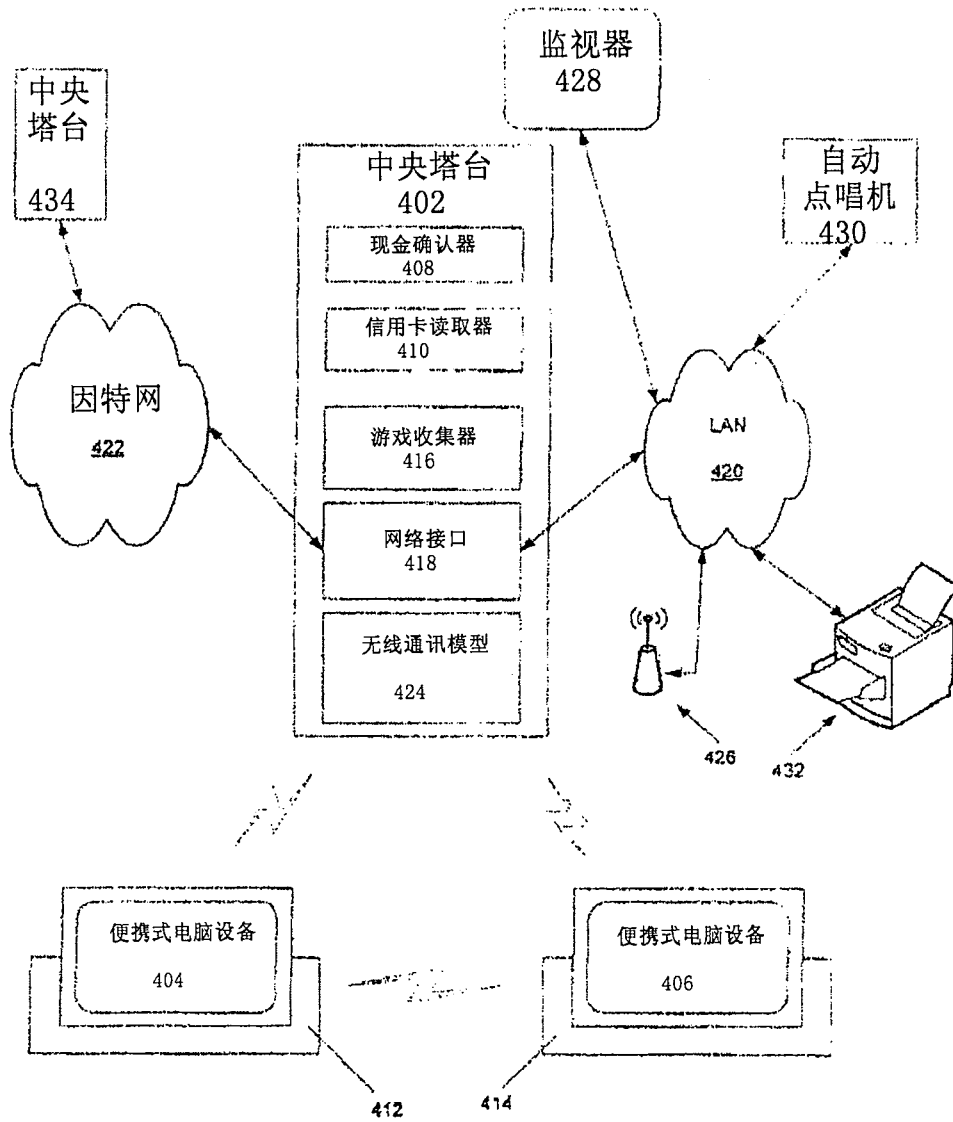 监视器
428
中央
塔台
434
中央塔台
402
自动
点唱机
430
现金确认器
408
信用卡读取器
410
因特网
422
游戏收集器
416
LAN
420
网络接口
418
无线通讯模型
424
426
432
便携式电脑设备
404
便携式电脑设备
406
412
414